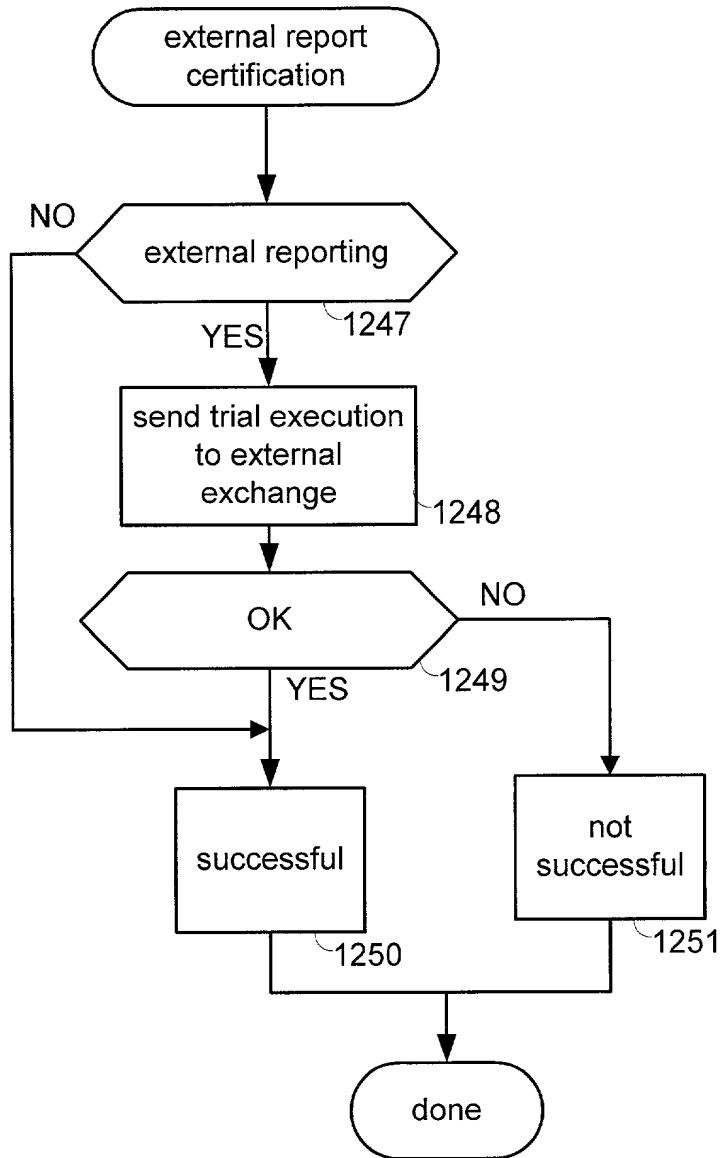 external report
certification
NO
external reporting
1247
YES
send trial execution
to external
exchange
1248
NO
OK
1249
YES
successful
1250
not
successful
1251
done